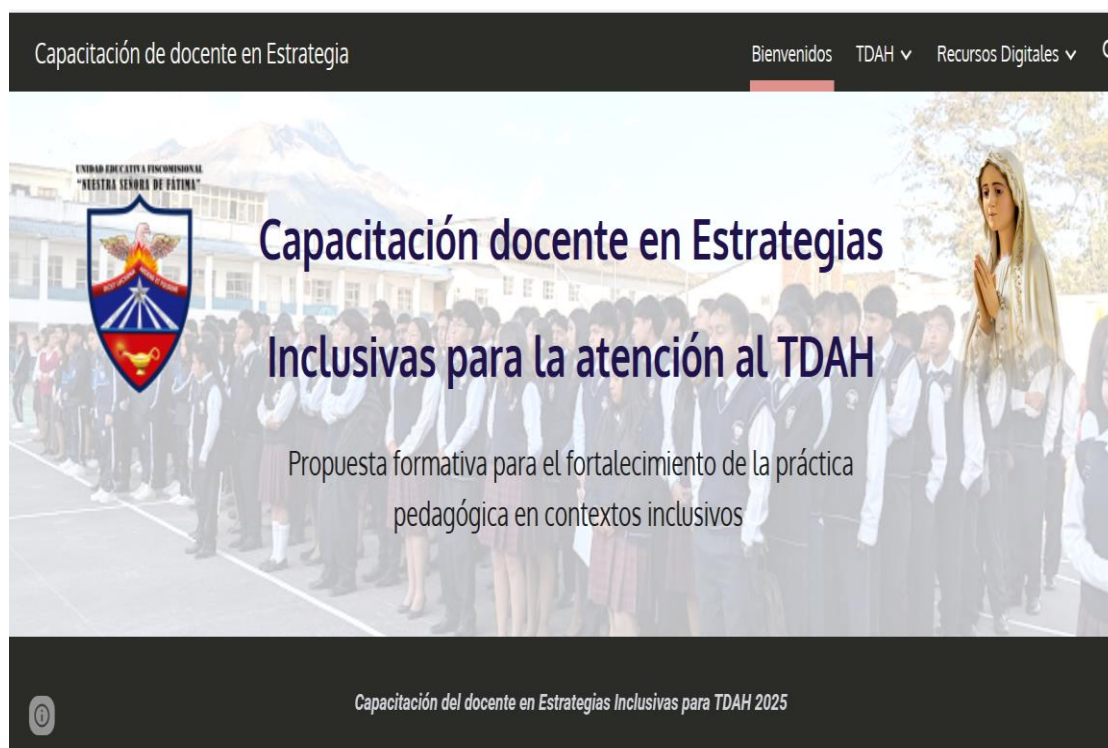 Capacitación de docente en Estrategia
Bienvenidos TDAH Recursos Digitales
UNIDAD EDUCATIVA FISCOMISIONAL
"NUESTRA SEÑORA DE FÁTIMA"
Capacitación docente en Estrategias
Inclusivas para la atención al TDAH
Propuesta formativa para el fortalecimiento de la práctica
pedagógica en contextos inclusivos
Capacitación del docente en Estrategias Inclusivas para TDAH 2025